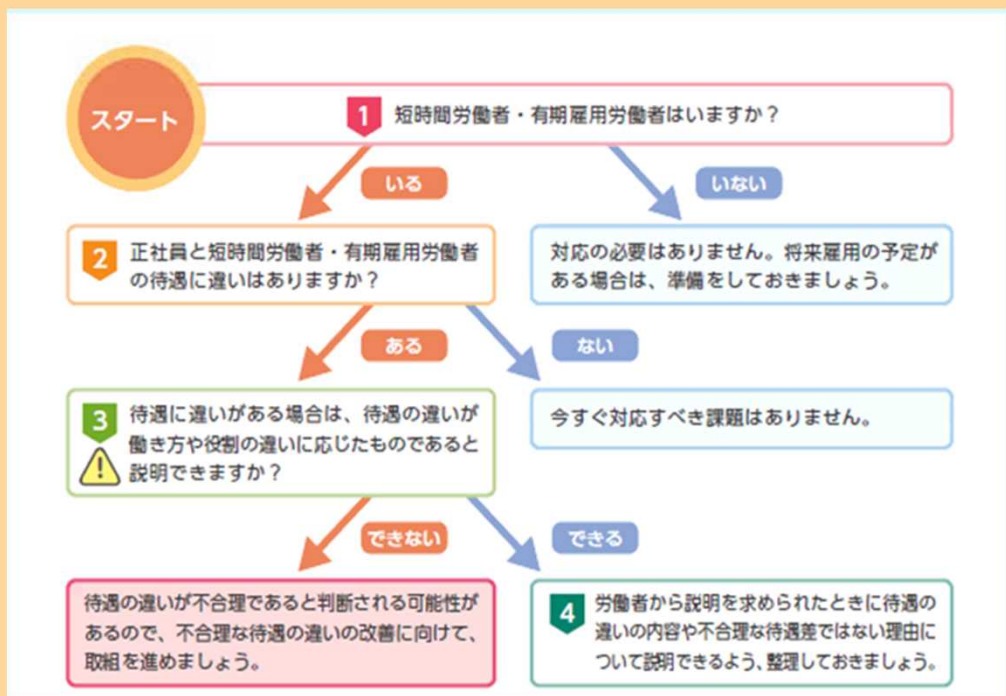 スタート
1 短時間労働者・有期雇用労働者はいますか？
いる
いない
2 正社員と短時間労働者・有期雇用労働者
の待遇に違いはありますか？
対応の必要はありません。将来雇用の予定が
ある場合は、準備をしておきましょう。
ある
ない
3 待遇に違いがある場合は、待遇の違いが
働き方や役割の違いに応じたものであると
説明できますか？
今すぐ対応すべき課題はありません。
できない
できる
待遇の違いが不合理であると判断される可能性が
あるので、不合理な待遇の違いの改善に向けて、
取組を進めましょう。
4 労働者から説明を求められたときに待遇の
違いの内容や不合理な待遇差ではない理由に
ついて説明できるよう、整理しておきましょう。